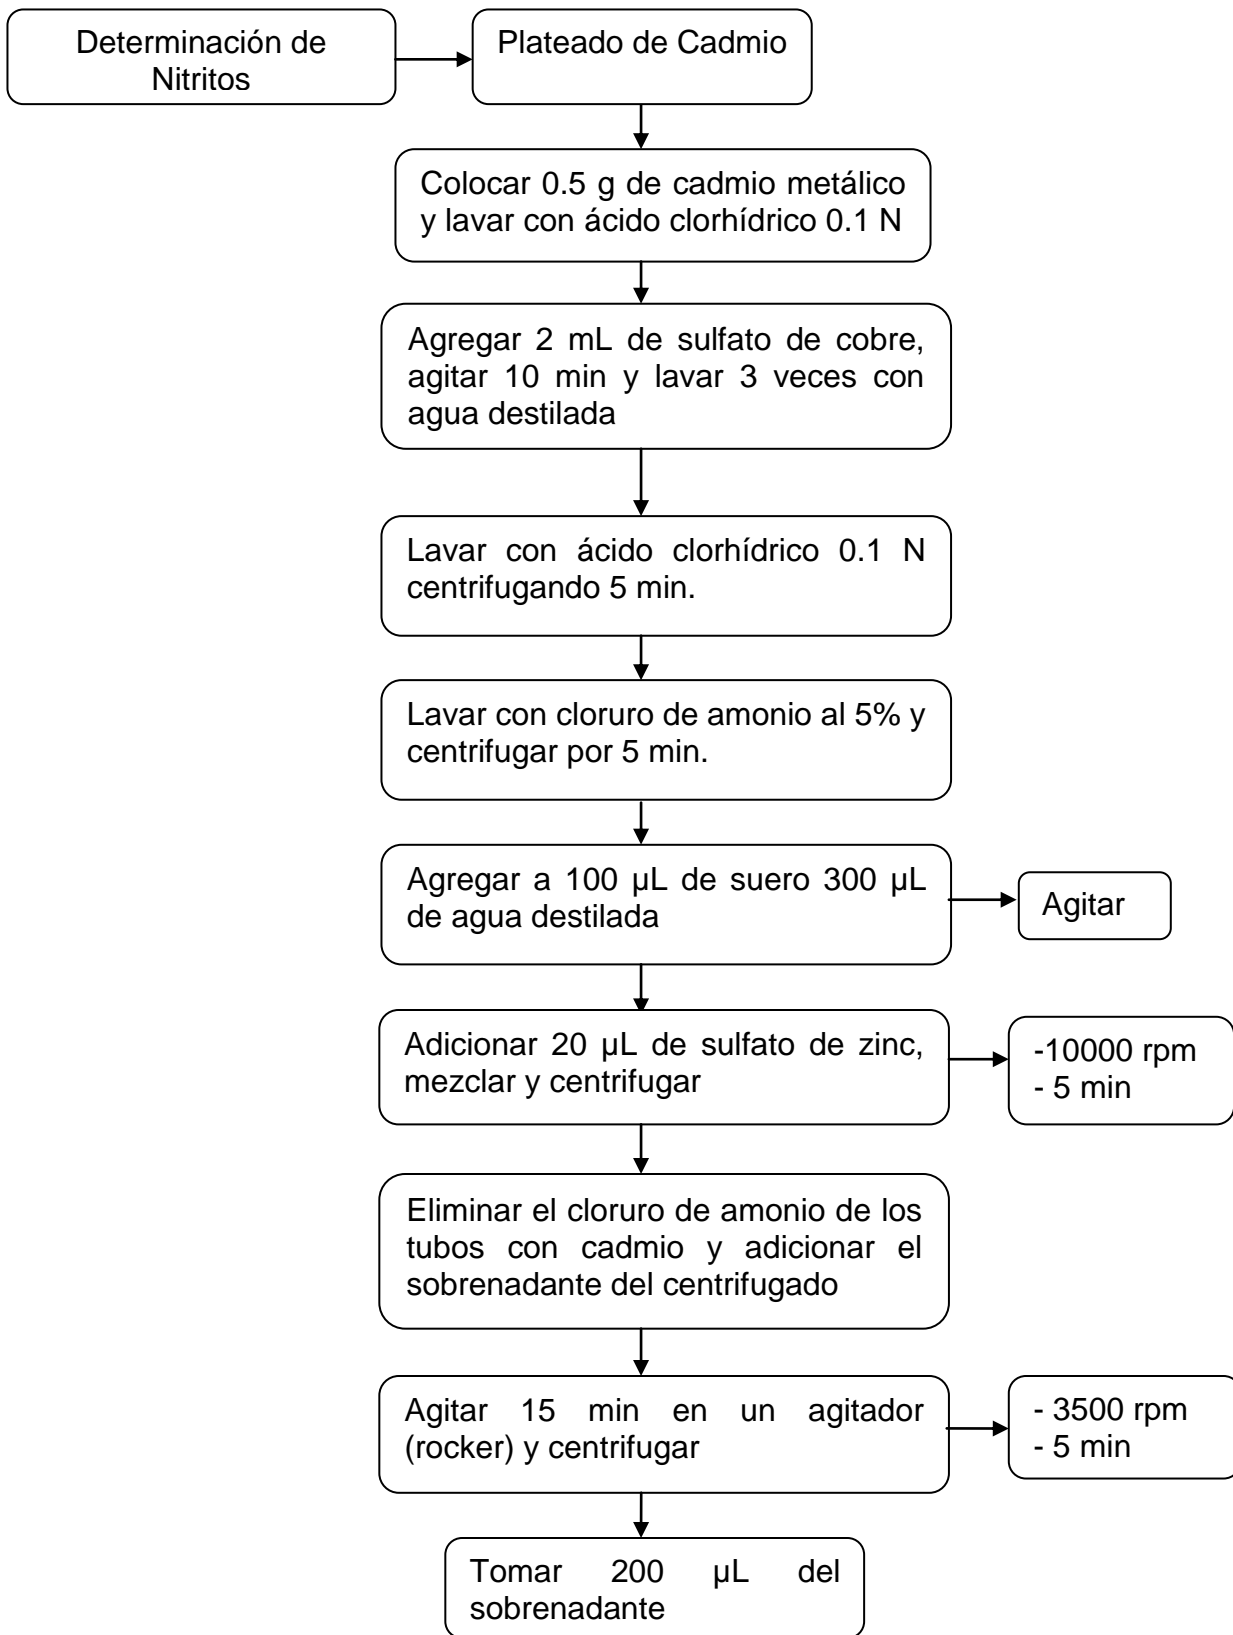 Determinación de
Nitritos
Plateado de Cadmio
Colocar 0.5 g de cadmio metálico
y lavar con ácido clorhídrico 0.1 N
Agregar 2 mL de sulfato de cobre,
agitar 10 min y lavar 3 veces con
agua destilada
Lavar con ácido clorhídrico 0.1 N
centrifugando 5 min.
Lavar con cloruro de amonio al 5% y
centrifugar por 5 min.
Agregar a 100 µL de suero 300 µL
de agua destilada
Agitar
Adicionar 20 µL de sulfato de zinc,
mezclar y centrifugar
-10000 rpm
- 5 min
Eliminar el cloruro de amonio de los
tubos con cadmio y adicionar el
sobrenadante del centrifugado
Agitar 15 min en un agitador
(rocker) y centrifugar
- 3500 rpm
- 5 min
Tomar 200 µL del
sobrenadante